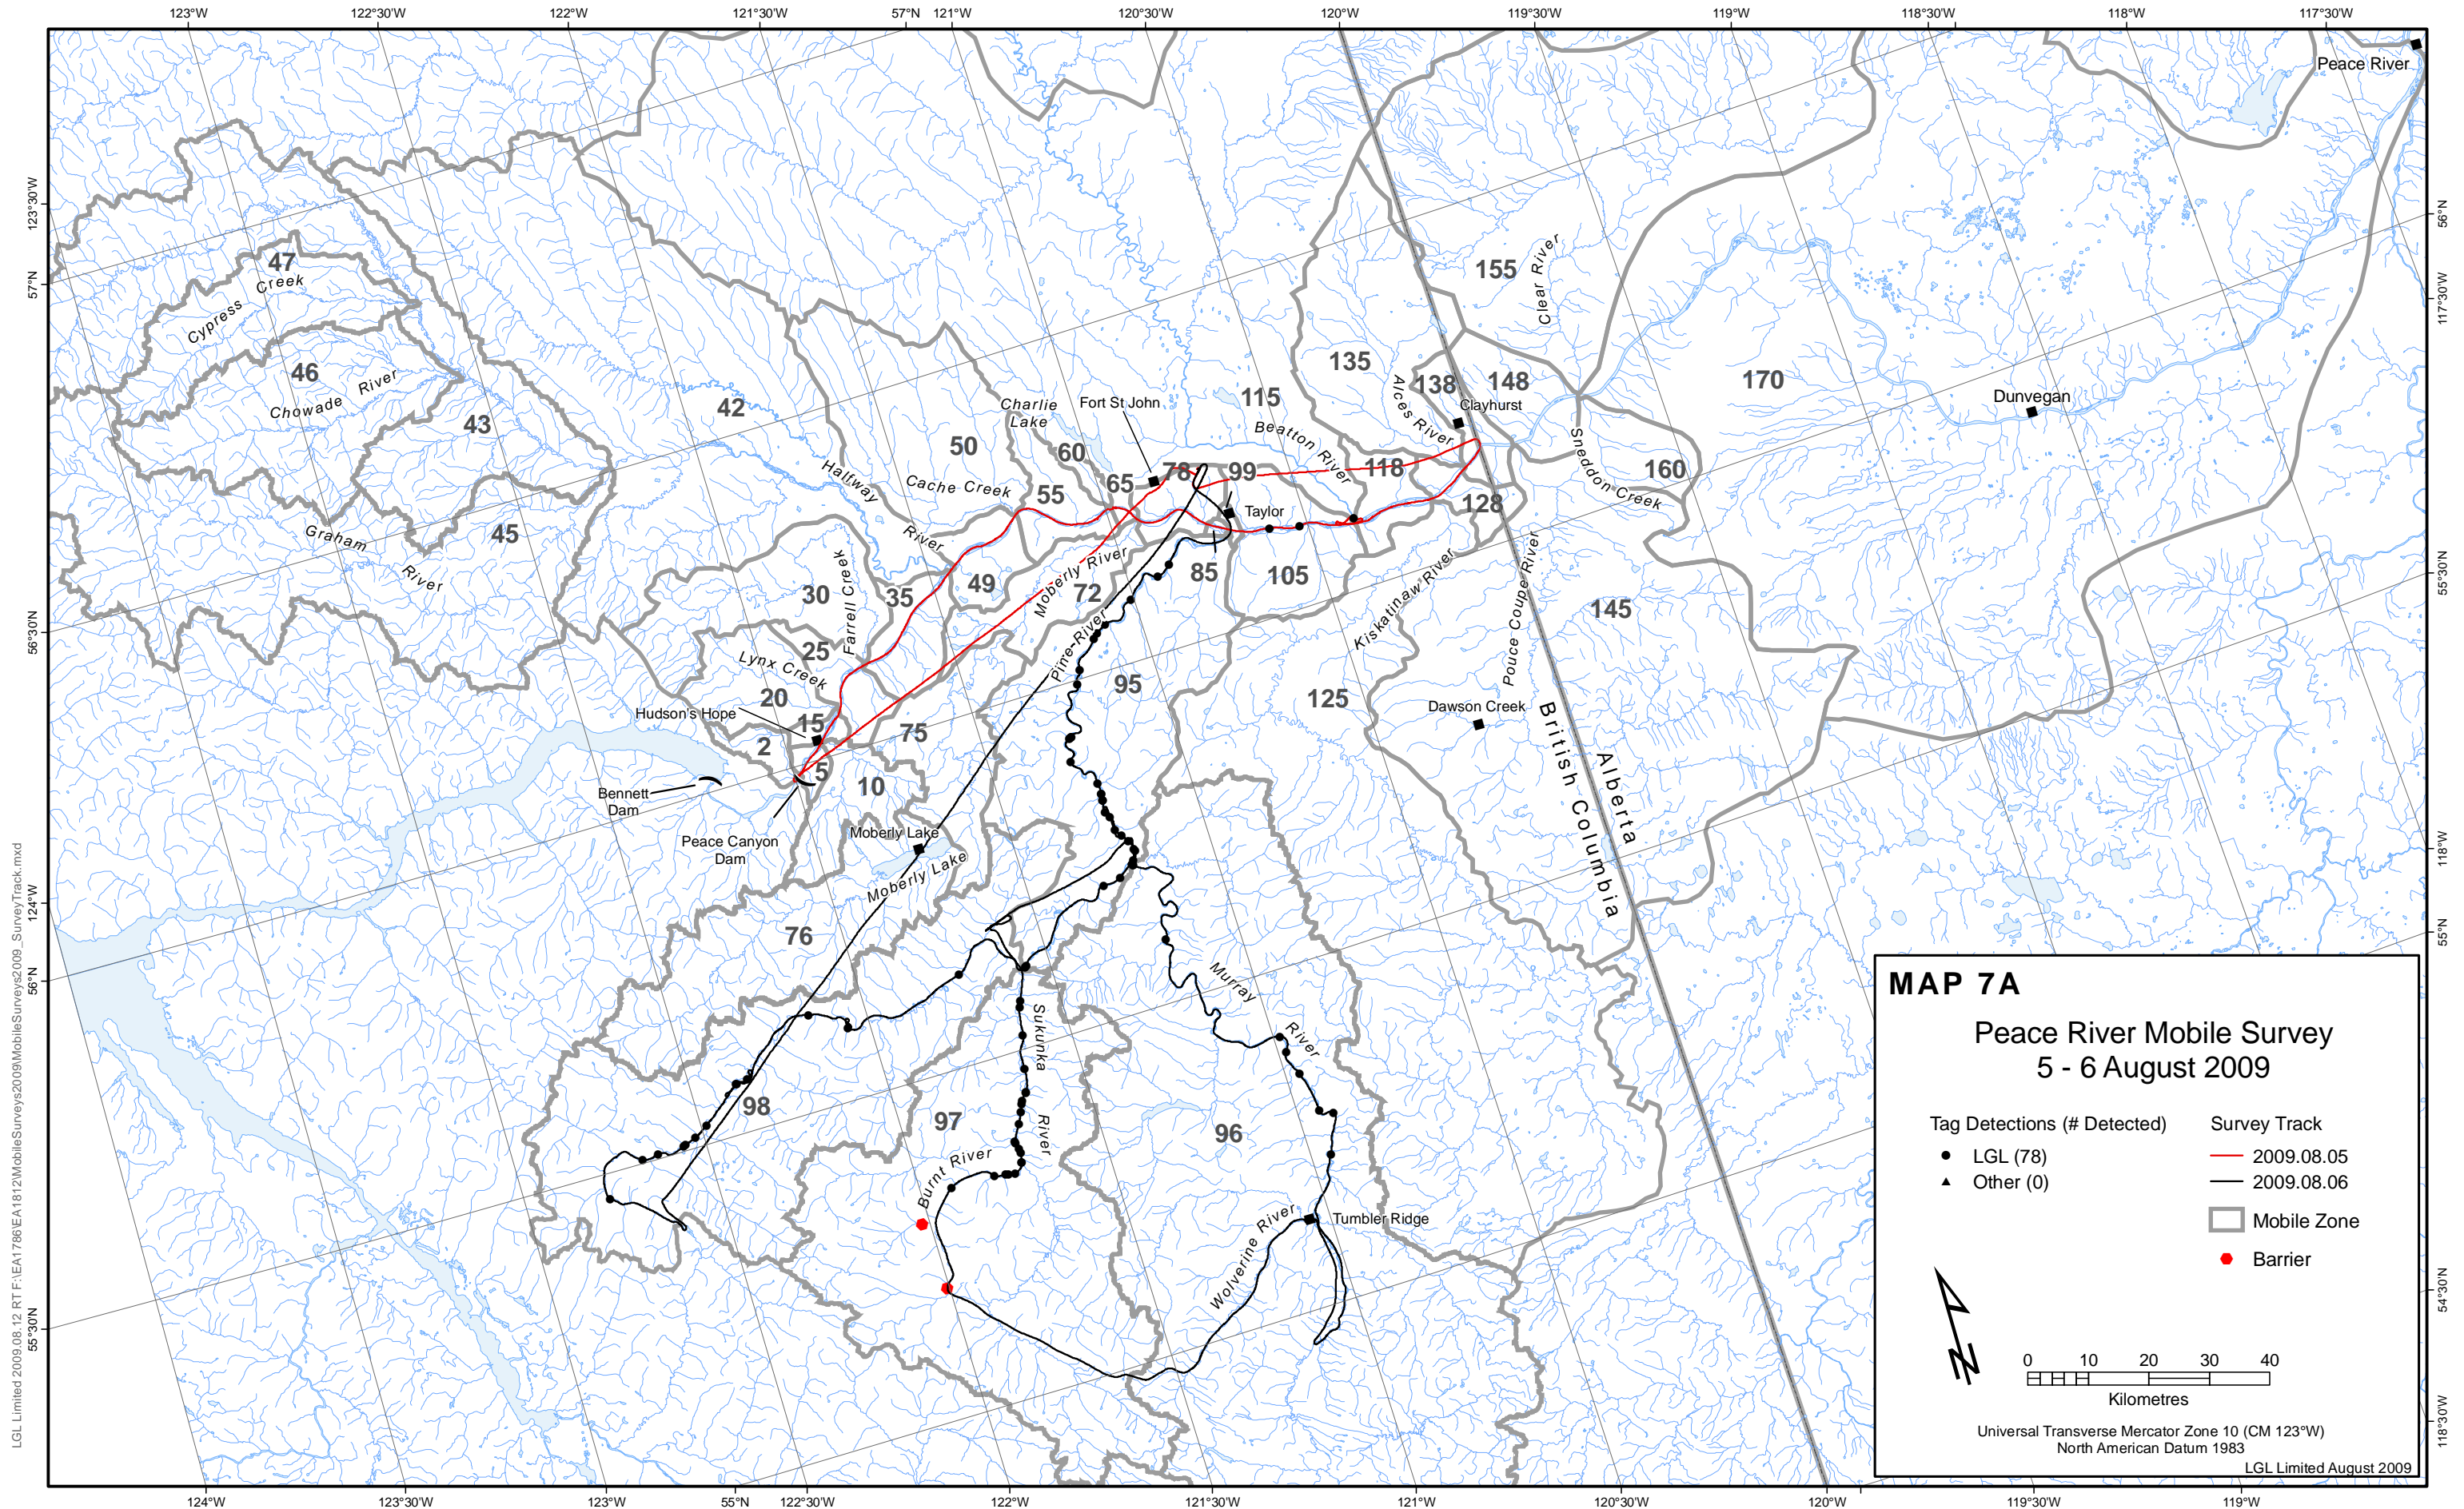 123°W
122°30'W
122°W
121°30'W
57°N
121°W
120°30'W
120°W
119°30'W
119°W
118°30'W
118°W
117°30'W
Peace River
123°30'W
57°N
56°30'N
124°W
56°N
55°30'N
56°N
117°30'W
55°30'N
118°W
55°N
54°30'N
118°30'W
47
Cypress Creek
46
Chowade River
43
42
45
Graham River
155
Clear River
135
138
148
170
Dunvegan
Clayhurst
Alces River
115
Beatton River
118
Charlie
Lake
Fort St John
50
60
Cache Creek
55
65
78
99
Taylor
Halfway River
128
Sneddon Creek
160
30
35
49
Farrell Creek
Moberly River
72
85
105
Kiskatinaw River
Pouce Coupe River
145
25
Lynx Creek
20
Hudson's Hope
15
2
5
75
10
Pine River
95
125
Dawson Creek
British Columbia
Alberta
Bennett
Dam
Peace Canyon
Dam
Moberly Lake
Moberly Lake
76
Murray River
Sukunka River
98
97
96
Burnt River
Wolverine River
Tumbler Ridge
MAP 7A
Peace River Mobile Survey
5 - 6 August 2009
Tag Detections (# Detected)
LGL (78)
Other (0)
Survey Track
2009.08.05
2009.08.06
Mobile Zone
Barrier
N
0 10 20 30 40
Kilometres
Universal Transverse Mercator Zone 10 (CM 123°W)
North American Datum 1983
LGL Limited August 2009
LGL Limited 2009.08.12 RT F:\EA1786\EA1812\MobileSurveys2009\MobileSurveys2009_SurveyTrack.mxd
124°W
123°30'W
123°W
55°N
122°30'W
122°W
121°30'W
121°W
120°30'W
120°W
119°30'W
119°W